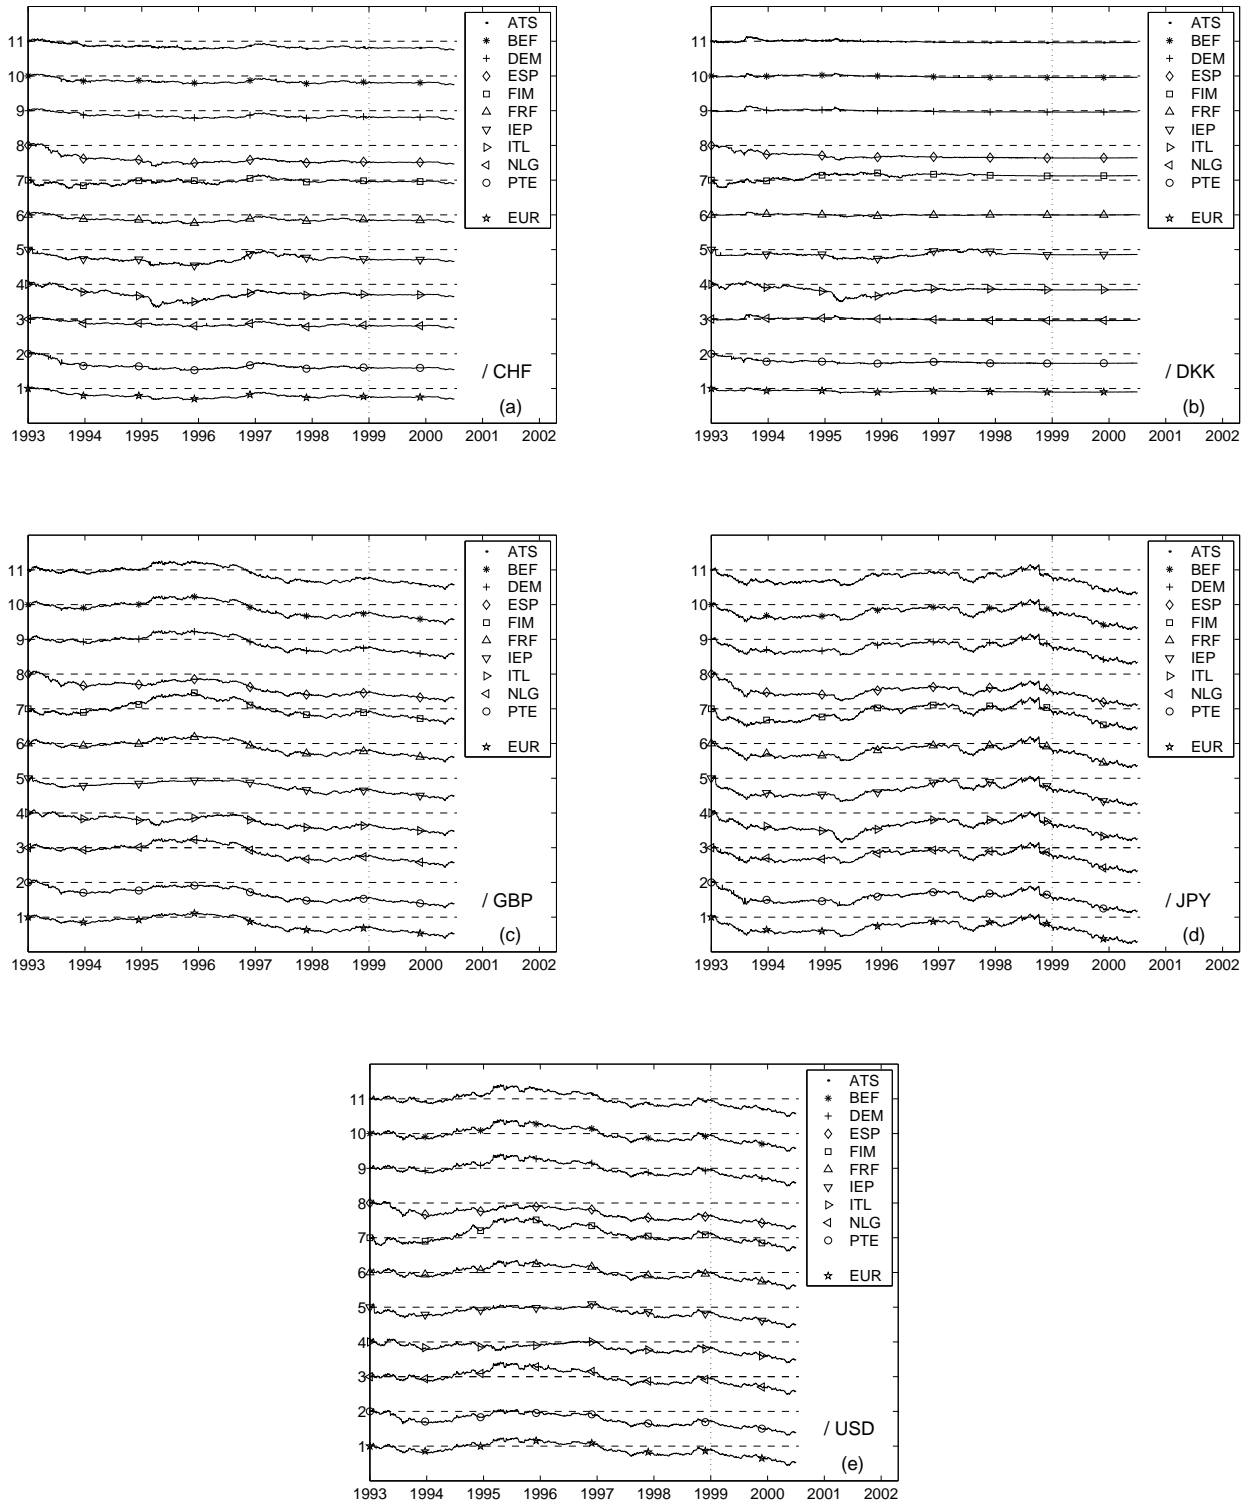 11
10
9
8
7
6
5
4
3
2
1
1993 1994 1995 1996 1997 1998 1999 2000 2001 2002
ATS
BEF
DEM
ESP
FIM
FRF
IEP
ITL
NLG
PTE
EUR
/ CHF
(a)
11
10
9
8
7
6
5
4
3
2
1
1993 1994 1995 1996 1997 1998 1999 2000 2001 2002
ATS
BEF
DEM
ESP
FIM
FRF
IEP
ITL
NLG
PTE
EUR
/ DKK
(b)
11
10
9
8
7
6
5
4
3
2
1
1993 1994 1995 1996 1997 1998 1999 2000 2001 2002
ATS
BEF
DEM
ESP
FIM
FRF
IEP
ITL
NLG
PTE
EUR
/ GBP
(c)
11
10
9
8
7
6
5
4
3
2
1
1993 1994 1995 1996 1997 1998 1999 2000 2001 2002
ATS
BEF
DEM
ESP
FIM
FRF
IEP
ITL
NLG
PTE
EUR
/ JPY
(d)
11
10
9
8
7
6
5
4
3
2
1
1993 1994 1995 1996 1997 1998 1999 2000 2001 2002
ATS
BEF
DEM
ESP
FIM
FRF
IEP
ITL
NLG
PTE
EUR
/ USD
(e)